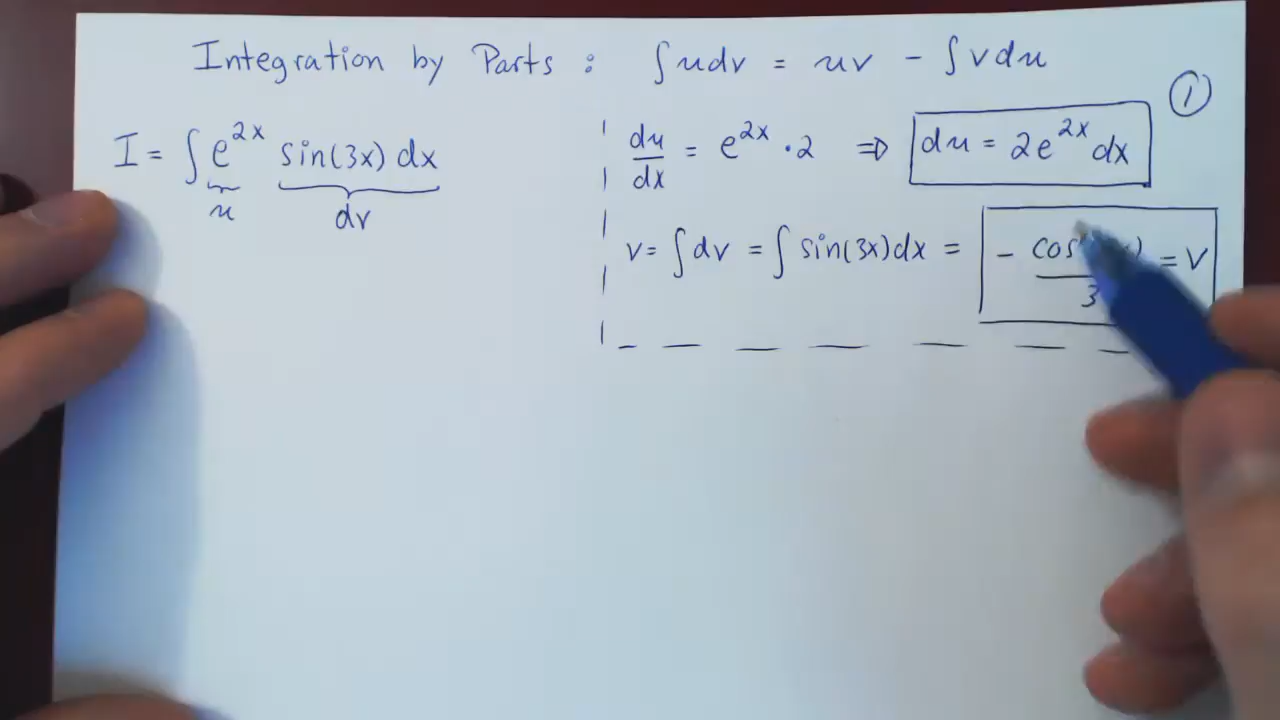 Integration by Parts : ∫udv = uv - ∫vdu
①
I = ∫ e^{2x} sin(3x) dx
u
dv
du/dx = e^{2x} · 2 ⇒ du = 2e^{2x} dx
v = ∫dv = ∫sin(3x)dx = - cos( )/3 = v